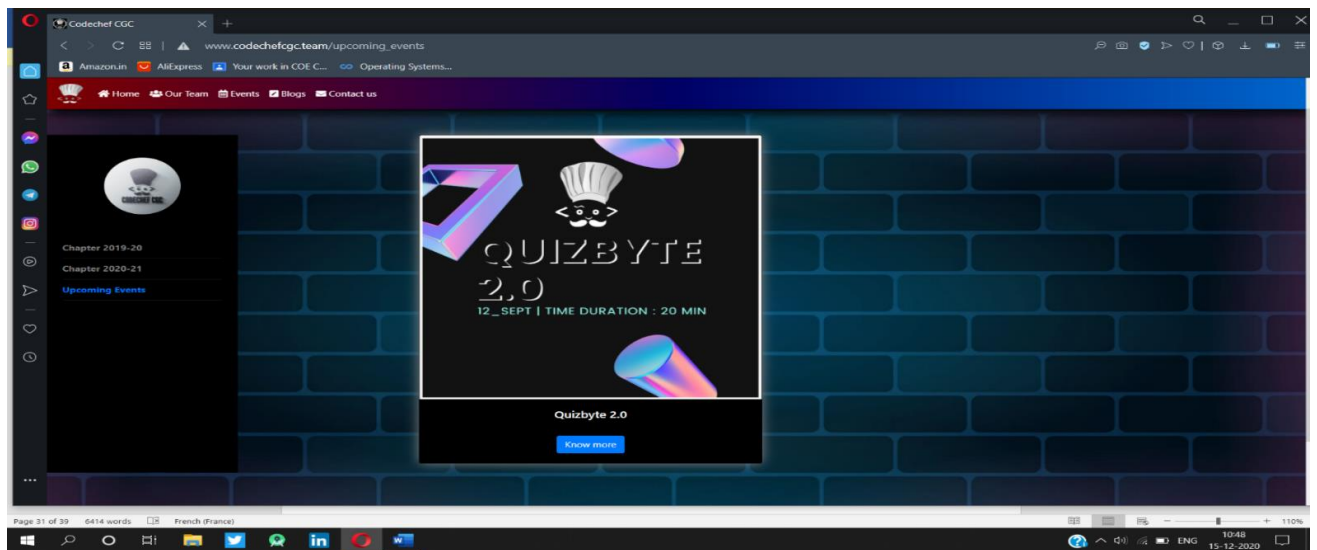 Codechef CGC
www.codechefcgc.team/upcoming_events
Amazon.in AliExpress Your work in COE C... Operating Systems...
Home Our Team Events Blogs Contact us
CODECHEF CGC
Chapter 2019-20
Chapter 2020-21
Upcoming Events
QUIZBYTE
2.0
12_SEPT | TIME DURATION : 20 MIN
Quizbyte 2.0
Know more
Page 31 of 39 6414 words French (France) 110%
ENG 10:48
15-12-2020